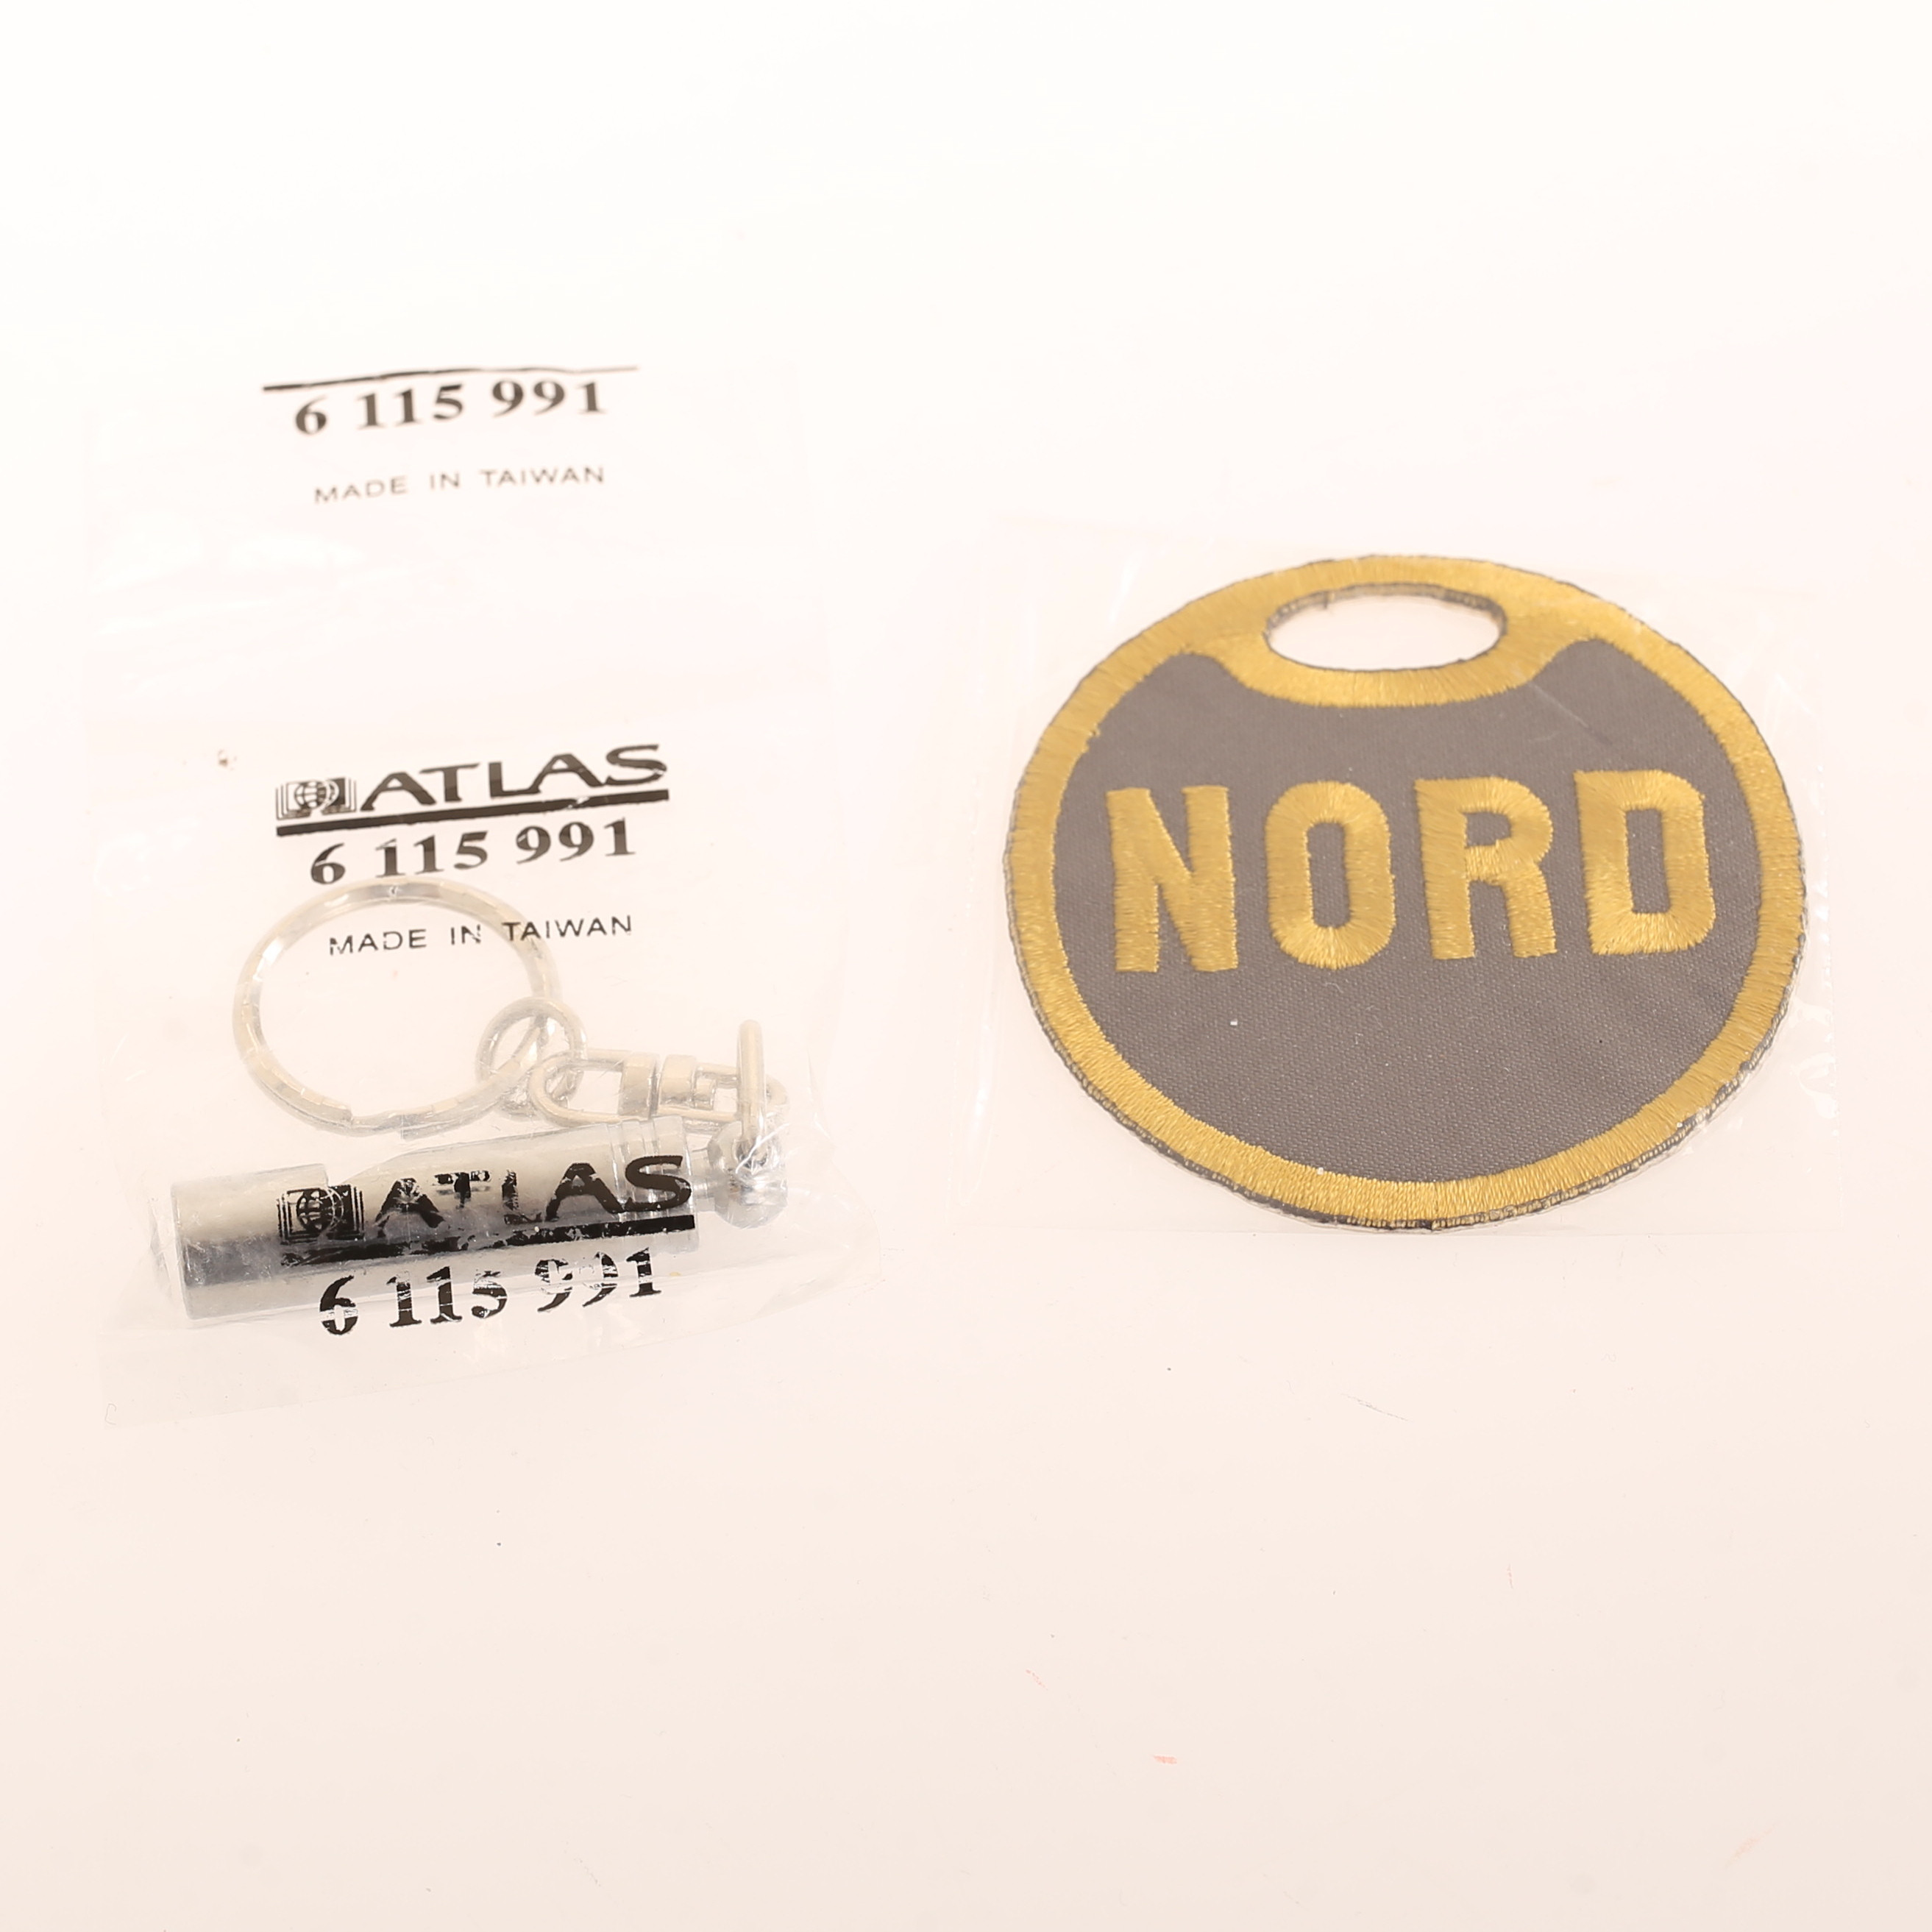 6 115 991
MADE IN TAIWAN
ATLAS
6 115 991
MADE IN TAIWAN
ATLAS
6 115 991
NORD